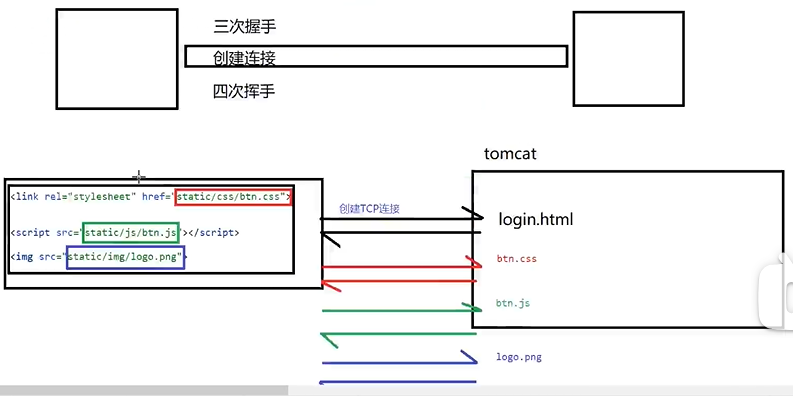 三次握手
创建连接
四次挥手
tomcat
<link rel="stylesheet" href="static/css/btn.css">
创建TCP连接
login.html
<script src="static/js/btn.js"></script>
<img src="static/img/logo.png">
btn.css
btn.js
logo.png